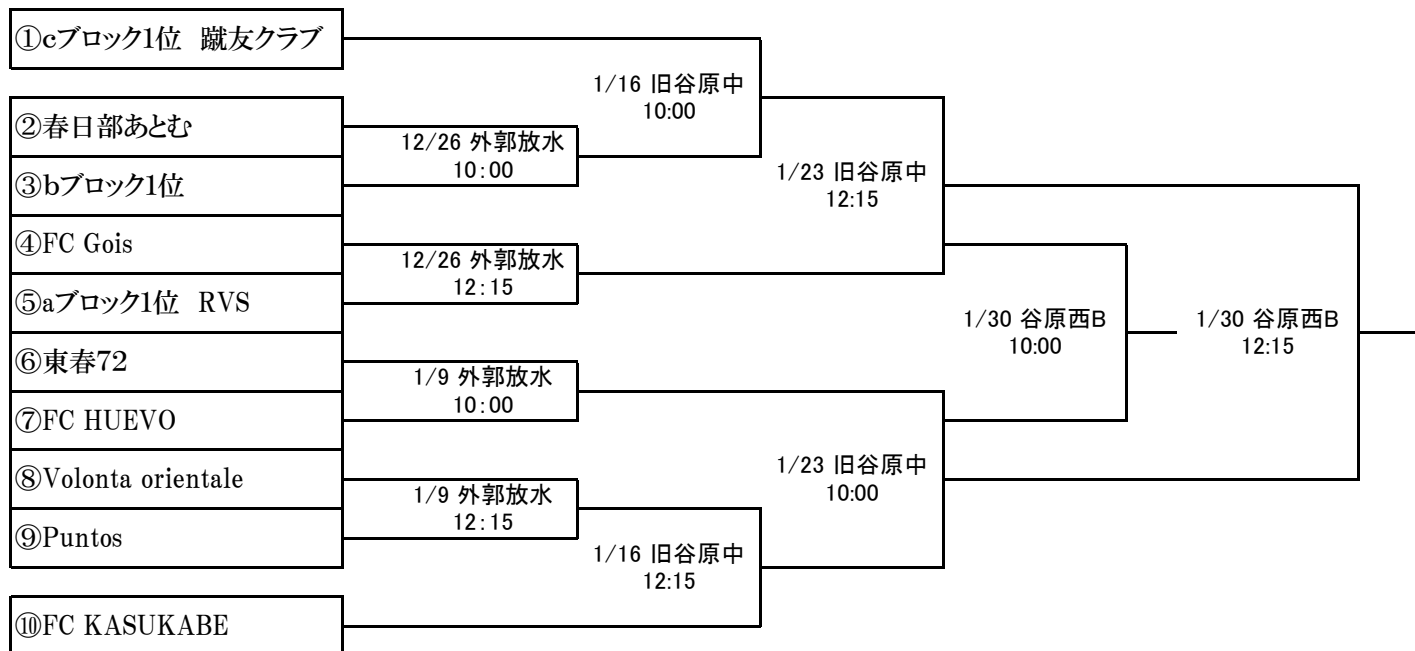 ①cブロック1位　蹴友クラブ
②春日部あとむ
③bブロック1位
④FC Gois
⑤aブロック1位　RVS
⑥東春72
⑦FC HUEVO
⑧Volonta orientale
⑨Puntos
⑩FC KASUKABE
12/26 外郭放水
10:00
12/26 外郭放水
12:15
1/9 外郭放水
10:00
1/9 外郭放水
12:15
1/16 旧谷原中
10:00
1/16 旧谷原中
12:15
1/23 旧谷原中
12:15
1/23 旧谷原中
10:00
1/30 谷原西B
10:00
1/30 谷原西B
12:15